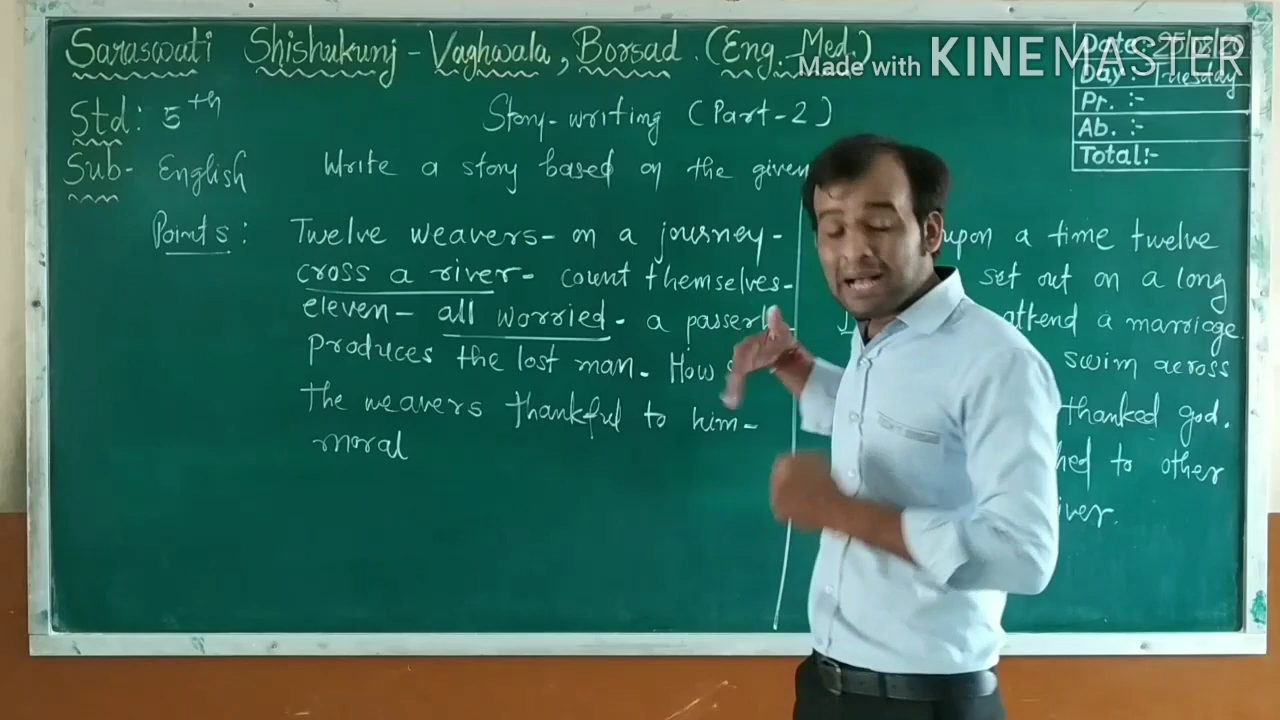 Saraswati Shishukunj - Vaghwala, Borsad. (Eng. Med.)
Made with KINEMASTER
Date:
Day: Tuesday
Pr. :-
Ab. :-
Total:-
Std: 5th
Story-writing (Part-2)
Sub- English
Write a story based on the given
Points:
Twelve weavers- on a journey-
cross a river- count themselves-
eleven- all worried- a passerb
produces the lost man. How
the weavers thankful to him-
moral
upon a time twelve
set out on a long
attend a marriage.
swim across
thanked god.
hed to other
iver.